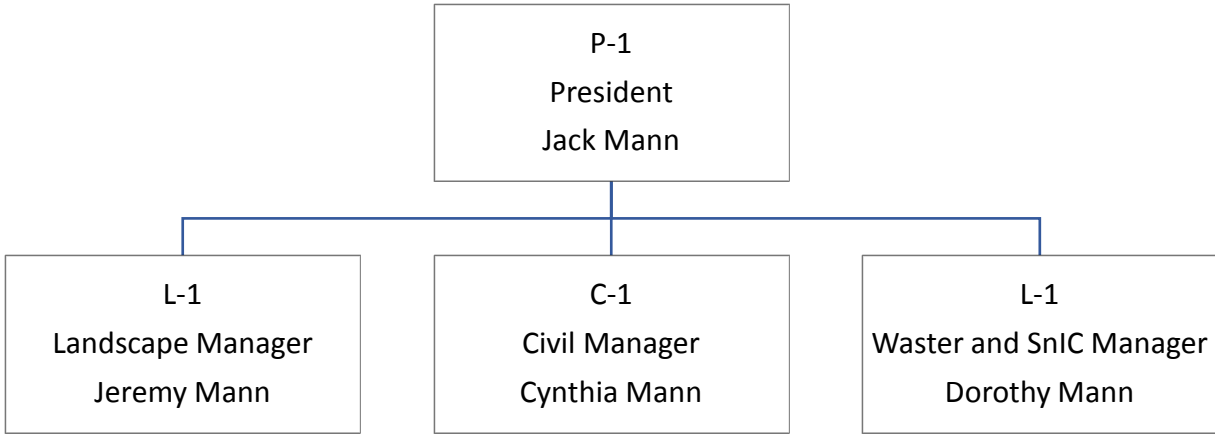 P-1
President
Jack Mann
L-1
Landscape Manager
Jeremy Mann
C-1
Civil Manager
Cynthia Mann
L-1
Waster and SnIC Manager
Dorothy Mann